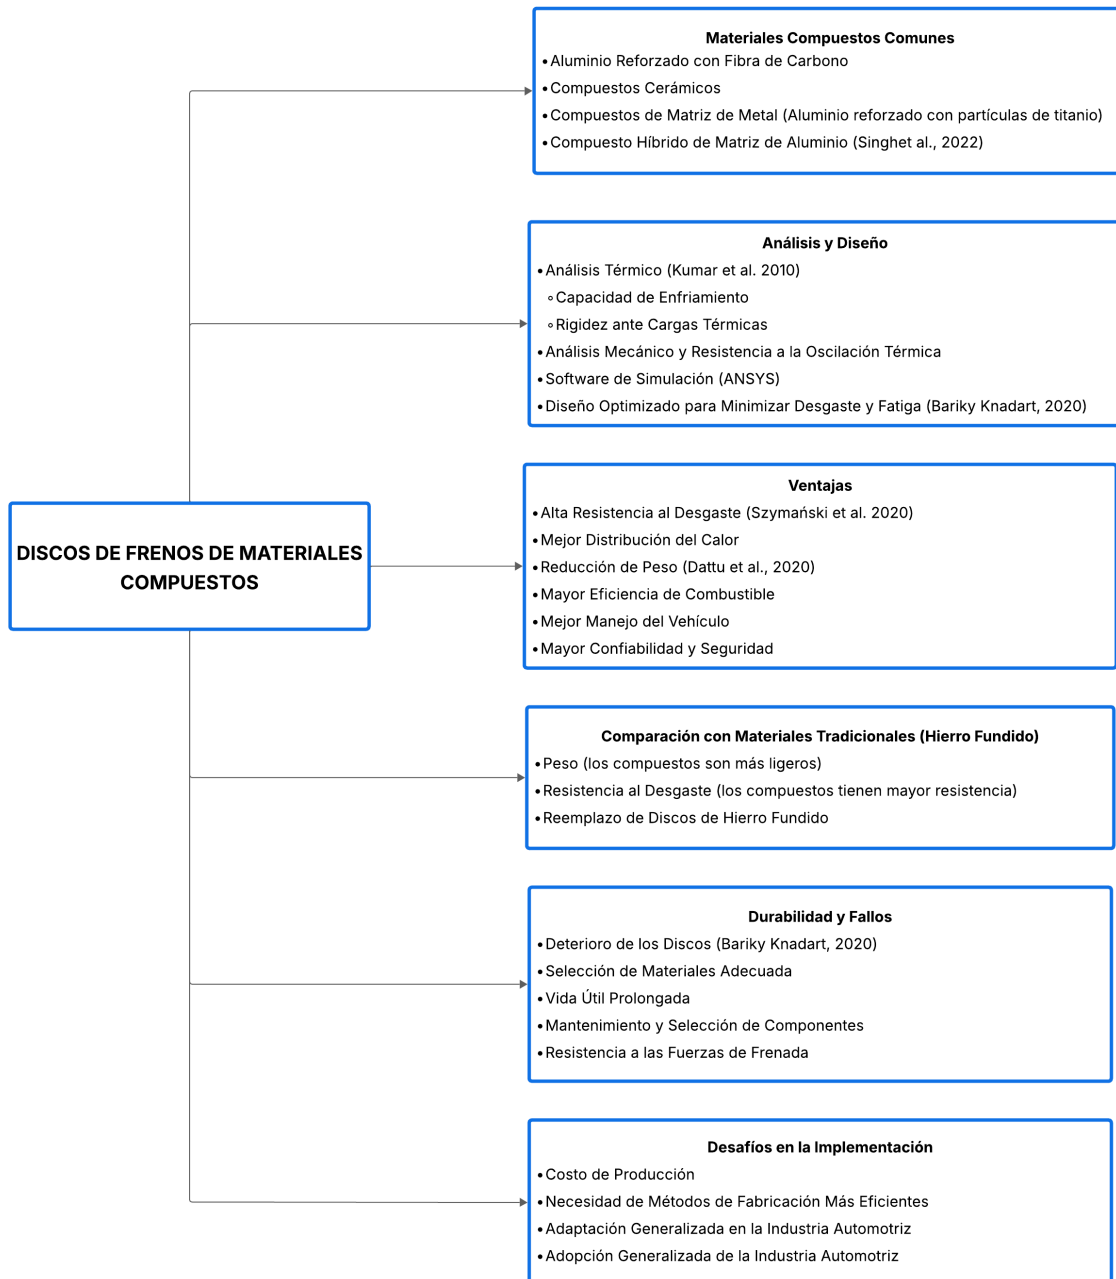 Materiales Compuestos Comunes
•Aluminio Reforzado con Fibra de Carbono
•Compuestos Cerámicos
•Compuestos de Matriz de Metal (Aluminio reforzado con partículas de titanio)
•Compuesto Híbrido de Matriz de Aluminio (Singhet al., 2022)
Análisis y Diseño
•Análisis Térmico (Kumar et al. 2010)
∘Capacidad de Enfriamiento
∘Rigidez ante Cargas Térmicas
•Análisis Mecánico y Resistencia a la Oscilación Térmica
•Software de Simulación (ANSYS)
•Diseño Optimizado para Minimizar Desgaste y Fatiga (Bariky Knadart, 2020)
DISCOS DE FRENOS DE MATERIALES
COMPUESTOS
Ventajas
•Alta Resistencia al Desgaste (Szymański et al. 2020)
•Mejor Distribución del Calor
•Reducción de Peso (Dattu et al., 2020)
•Mayor Eficiencia de Combustible
•Mejor Manejo del Vehículo
•Mayor Confiabilidad y Seguridad
Comparación con Materiales Tradicionales (Hierro Fundido)
•Peso (los compuestos son más ligeros)
•Resistencia al Desgaste (los compuestos tienen mayor resistencia)
•Reemplazo de Discos de Hierro Fundido
Durabilidad y Fallos
•Deterioro de los Discos (Bariky Knadart, 2020)
•Selección de Materiales Adecuada
•Vida Útil Prolongada
•Mantenimiento y Selección de Componentes
•Resistencia a las Fuerzas de Frenada
Desafíos en la Implementación
•Costo de Producción
•Necesidad de Métodos de Fabricación Más Eficientes
•Adaptación Generalizada en la Industria Automotriz
•Adopción Generalizada de la Industria Automotriz